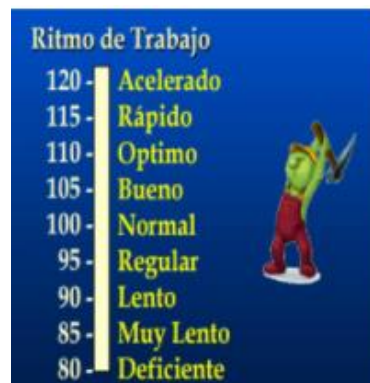 Ritmo de Trabajo
120 - Acelerado
115 - Rápido
110 - Optimo
105 - Bueno
100 - Normal
95 - Regular
90 - Lento
85 - Muy Lento
80 - Deficiente